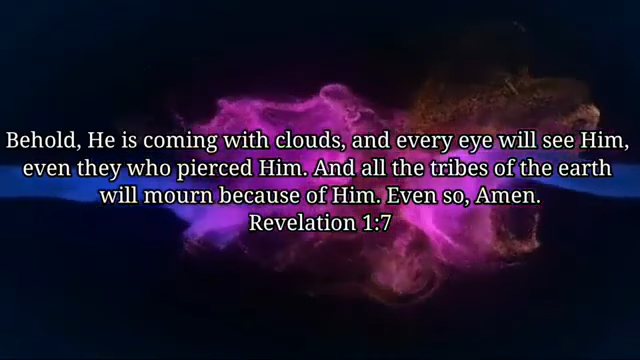 Behold, He is coming with clouds, and every eye will see Him,
even they who pierced Him. And all the tribes of the earth
will mourn because of Him. Even so, Amen.
Revelation 1:7